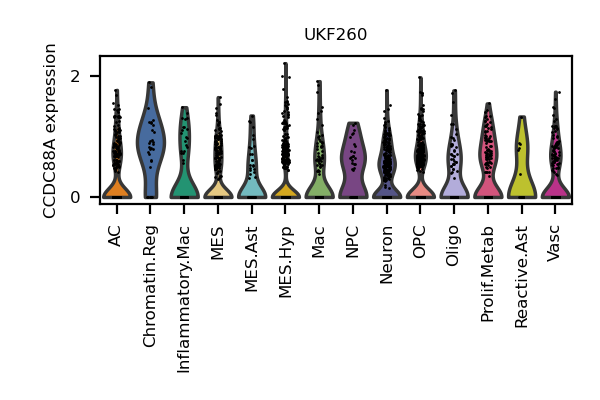 UKF260
CCDC88A expression
2
0
AC
Chromatin.Reg
Inflammatory.Mac
MES
MES.Ast
MES.Hyp
Mac
NPC
Neuron
OPC
Oligo
Prolif.Metab
Reactive.Ast
Vasc